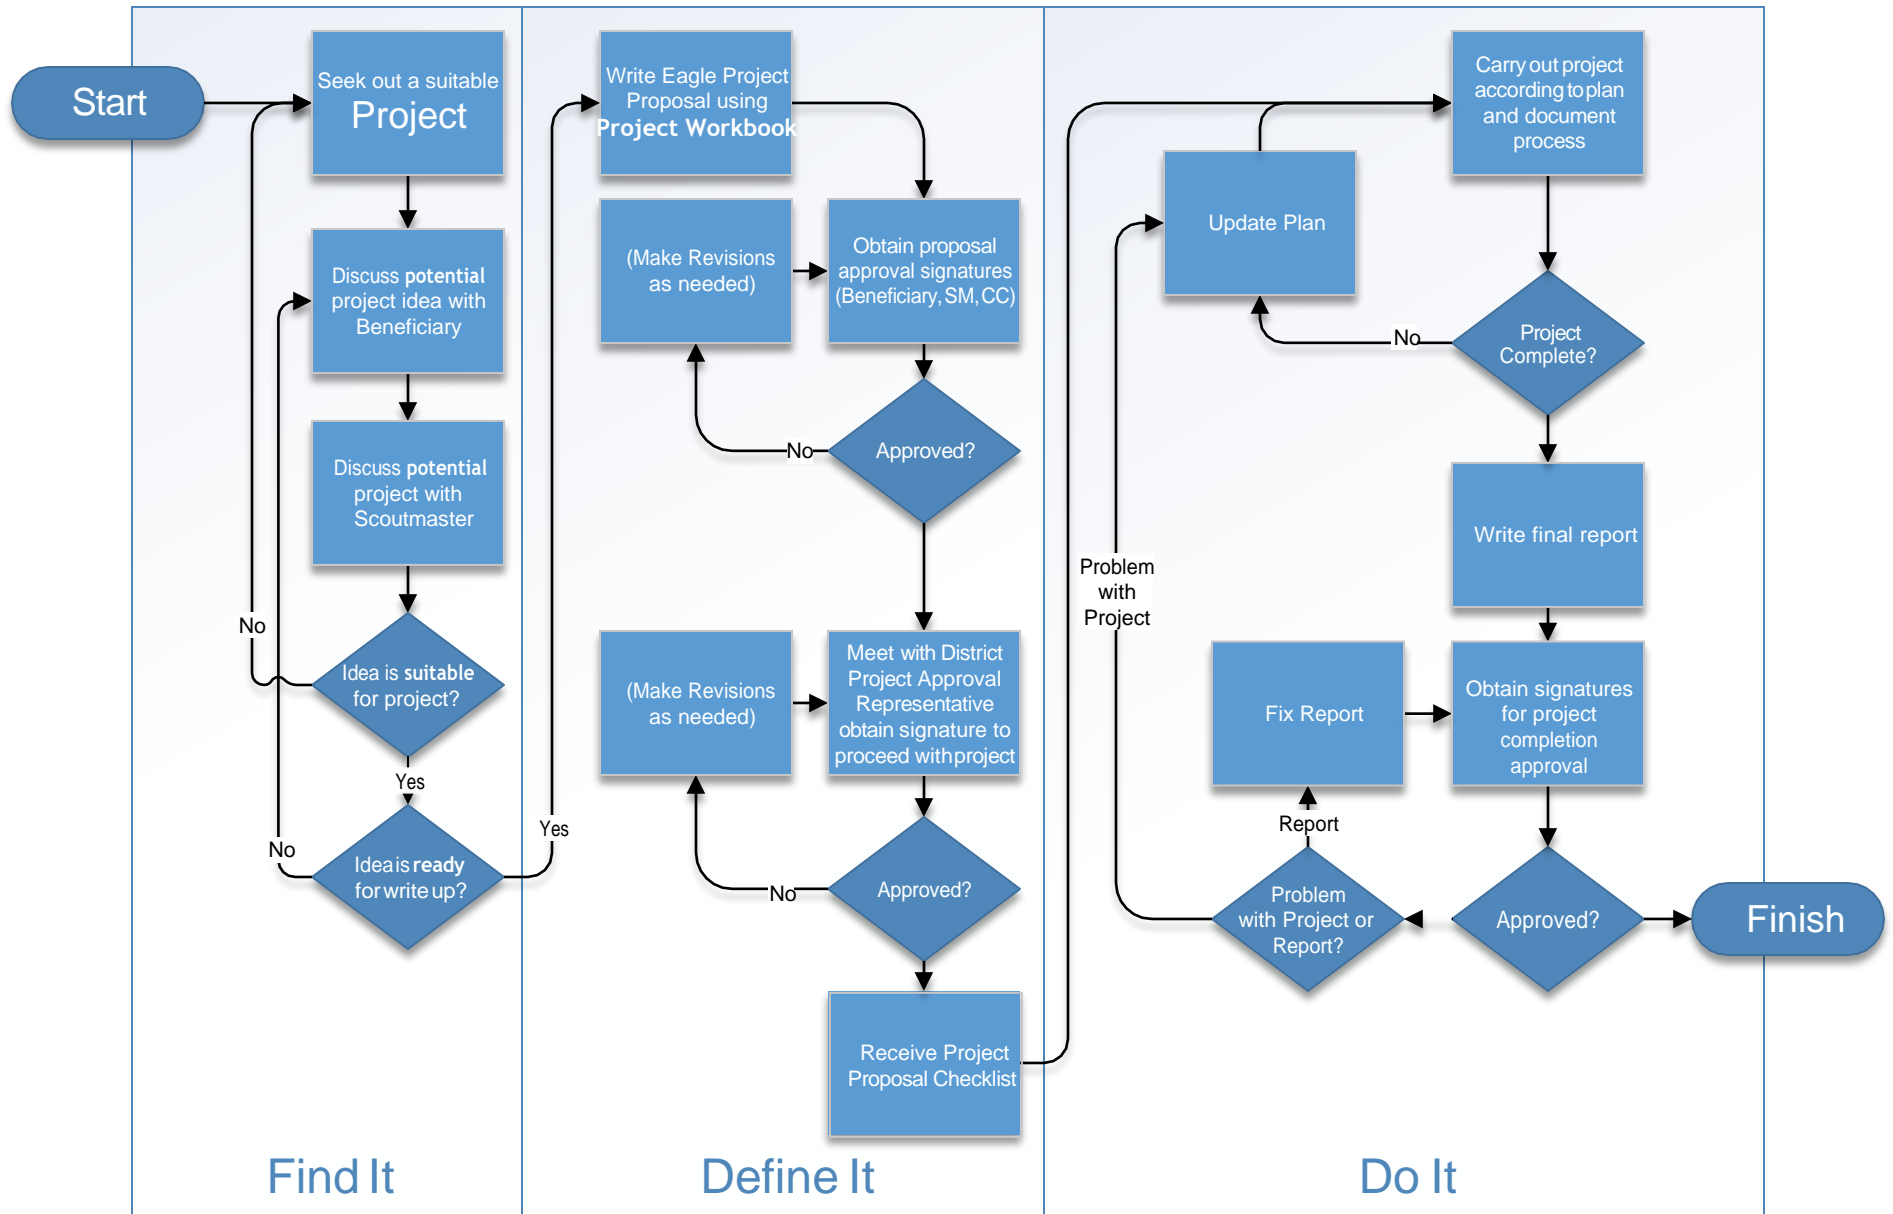 Start
Seek out a suitable
Project
Discuss potential
project idea with
Beneficiary
Discuss potential
project with
Scoutmaster
No
Idea is suitable
for project?
Yes
No
Idea is ready
for write up?
Yes
Find It
Write Eagle Project
Proposal using
Project Workbook
(Make Revisions
as needed)
Obtain proposal
approval signatures
(Beneficiary, SM, CC)
No
Approved?
(Make Revisions
as needed)
Meet with District
Project Approval
Representative
obtain signature to
proceed with project
No
Approved?
Receive Project
Proposal Checklist
Define It
Carry out project
according to plan
and document
process
Update Plan
No
Project
Complete?
Write final report
Problem
with
Project
Fix Report
Obtain signatures
for project
completion
approval
Report
Problem
with Project or
Report?
Approved?
Finish
Do It